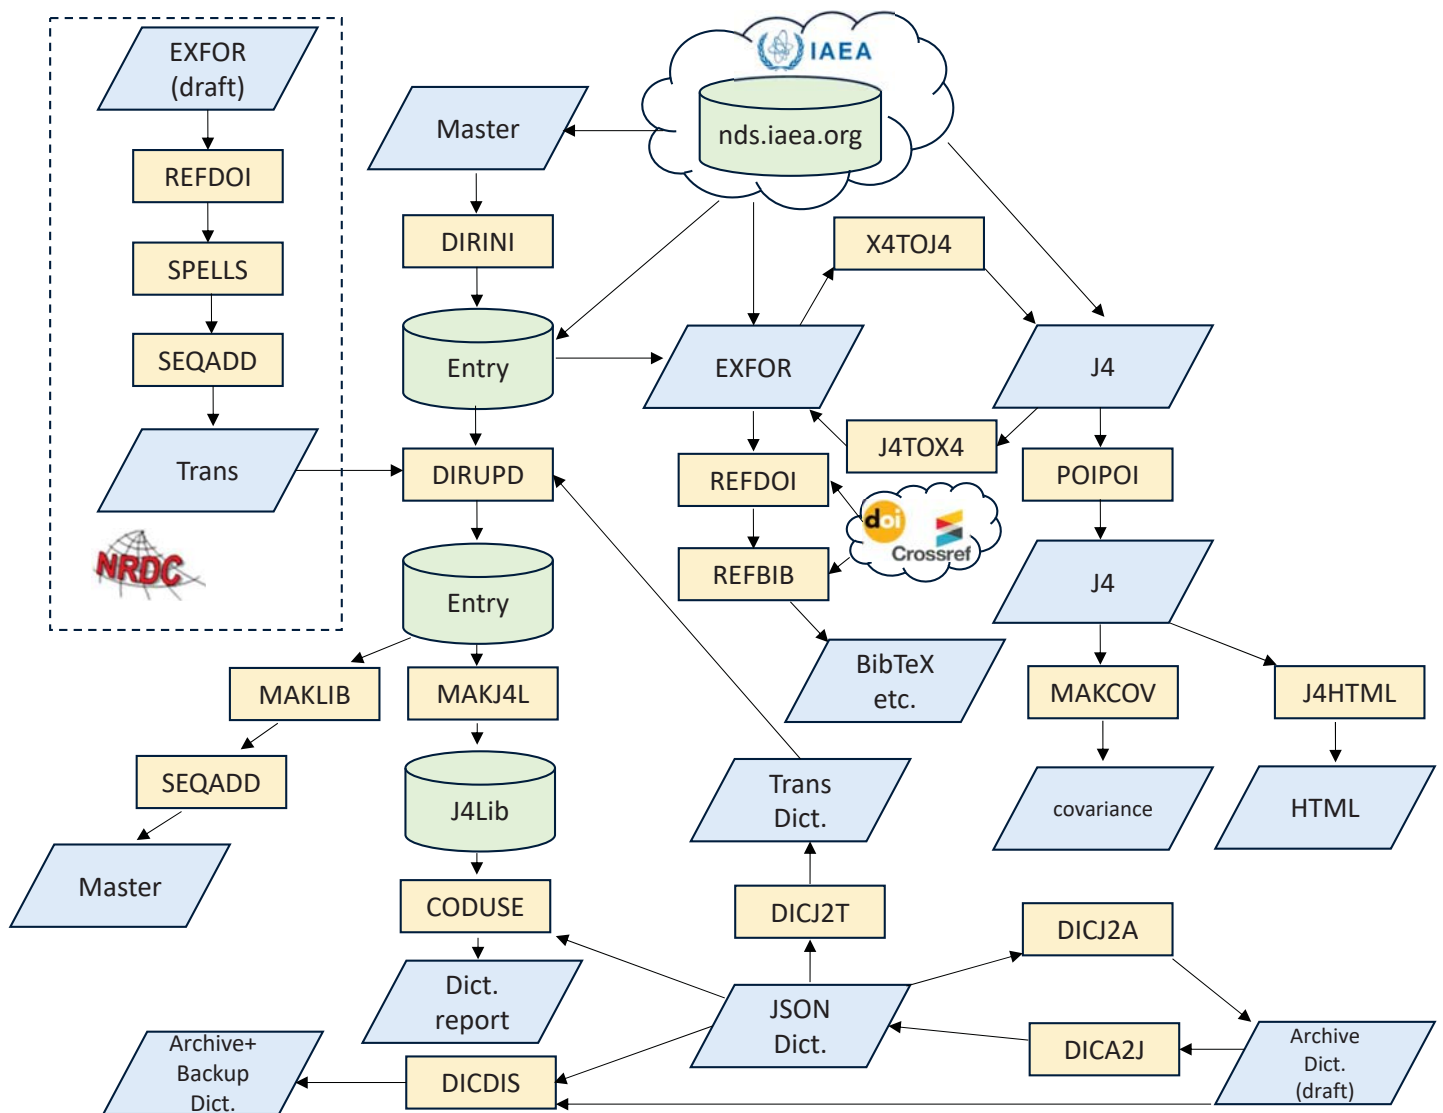 EXFOR
(draft)
REFDOI
SPELLS
SEQADD
Trans
NRDC
IAEA
nds.iaea.org
Master
DIRINI
Entry
DIRUPD
Entry
MAKLIB
MAKJ4L
SEQADD
J4Lib
Master
CODUSE
Dict.
report
Archive+
Backup
Dict.
DICDIS
X4TOJ4
EXFOR
J4
J4TOX4
REFDOI
POIPOI
doi
Crossref
REFBIB
J4
BibTeX
etc.
MAKCOV
J4HTML
Trans
Dict.
covariance
HTML
DICJ2T
DICJ2A
JSON
Dict.
DICA2J
Archive
Dict.
(draft)